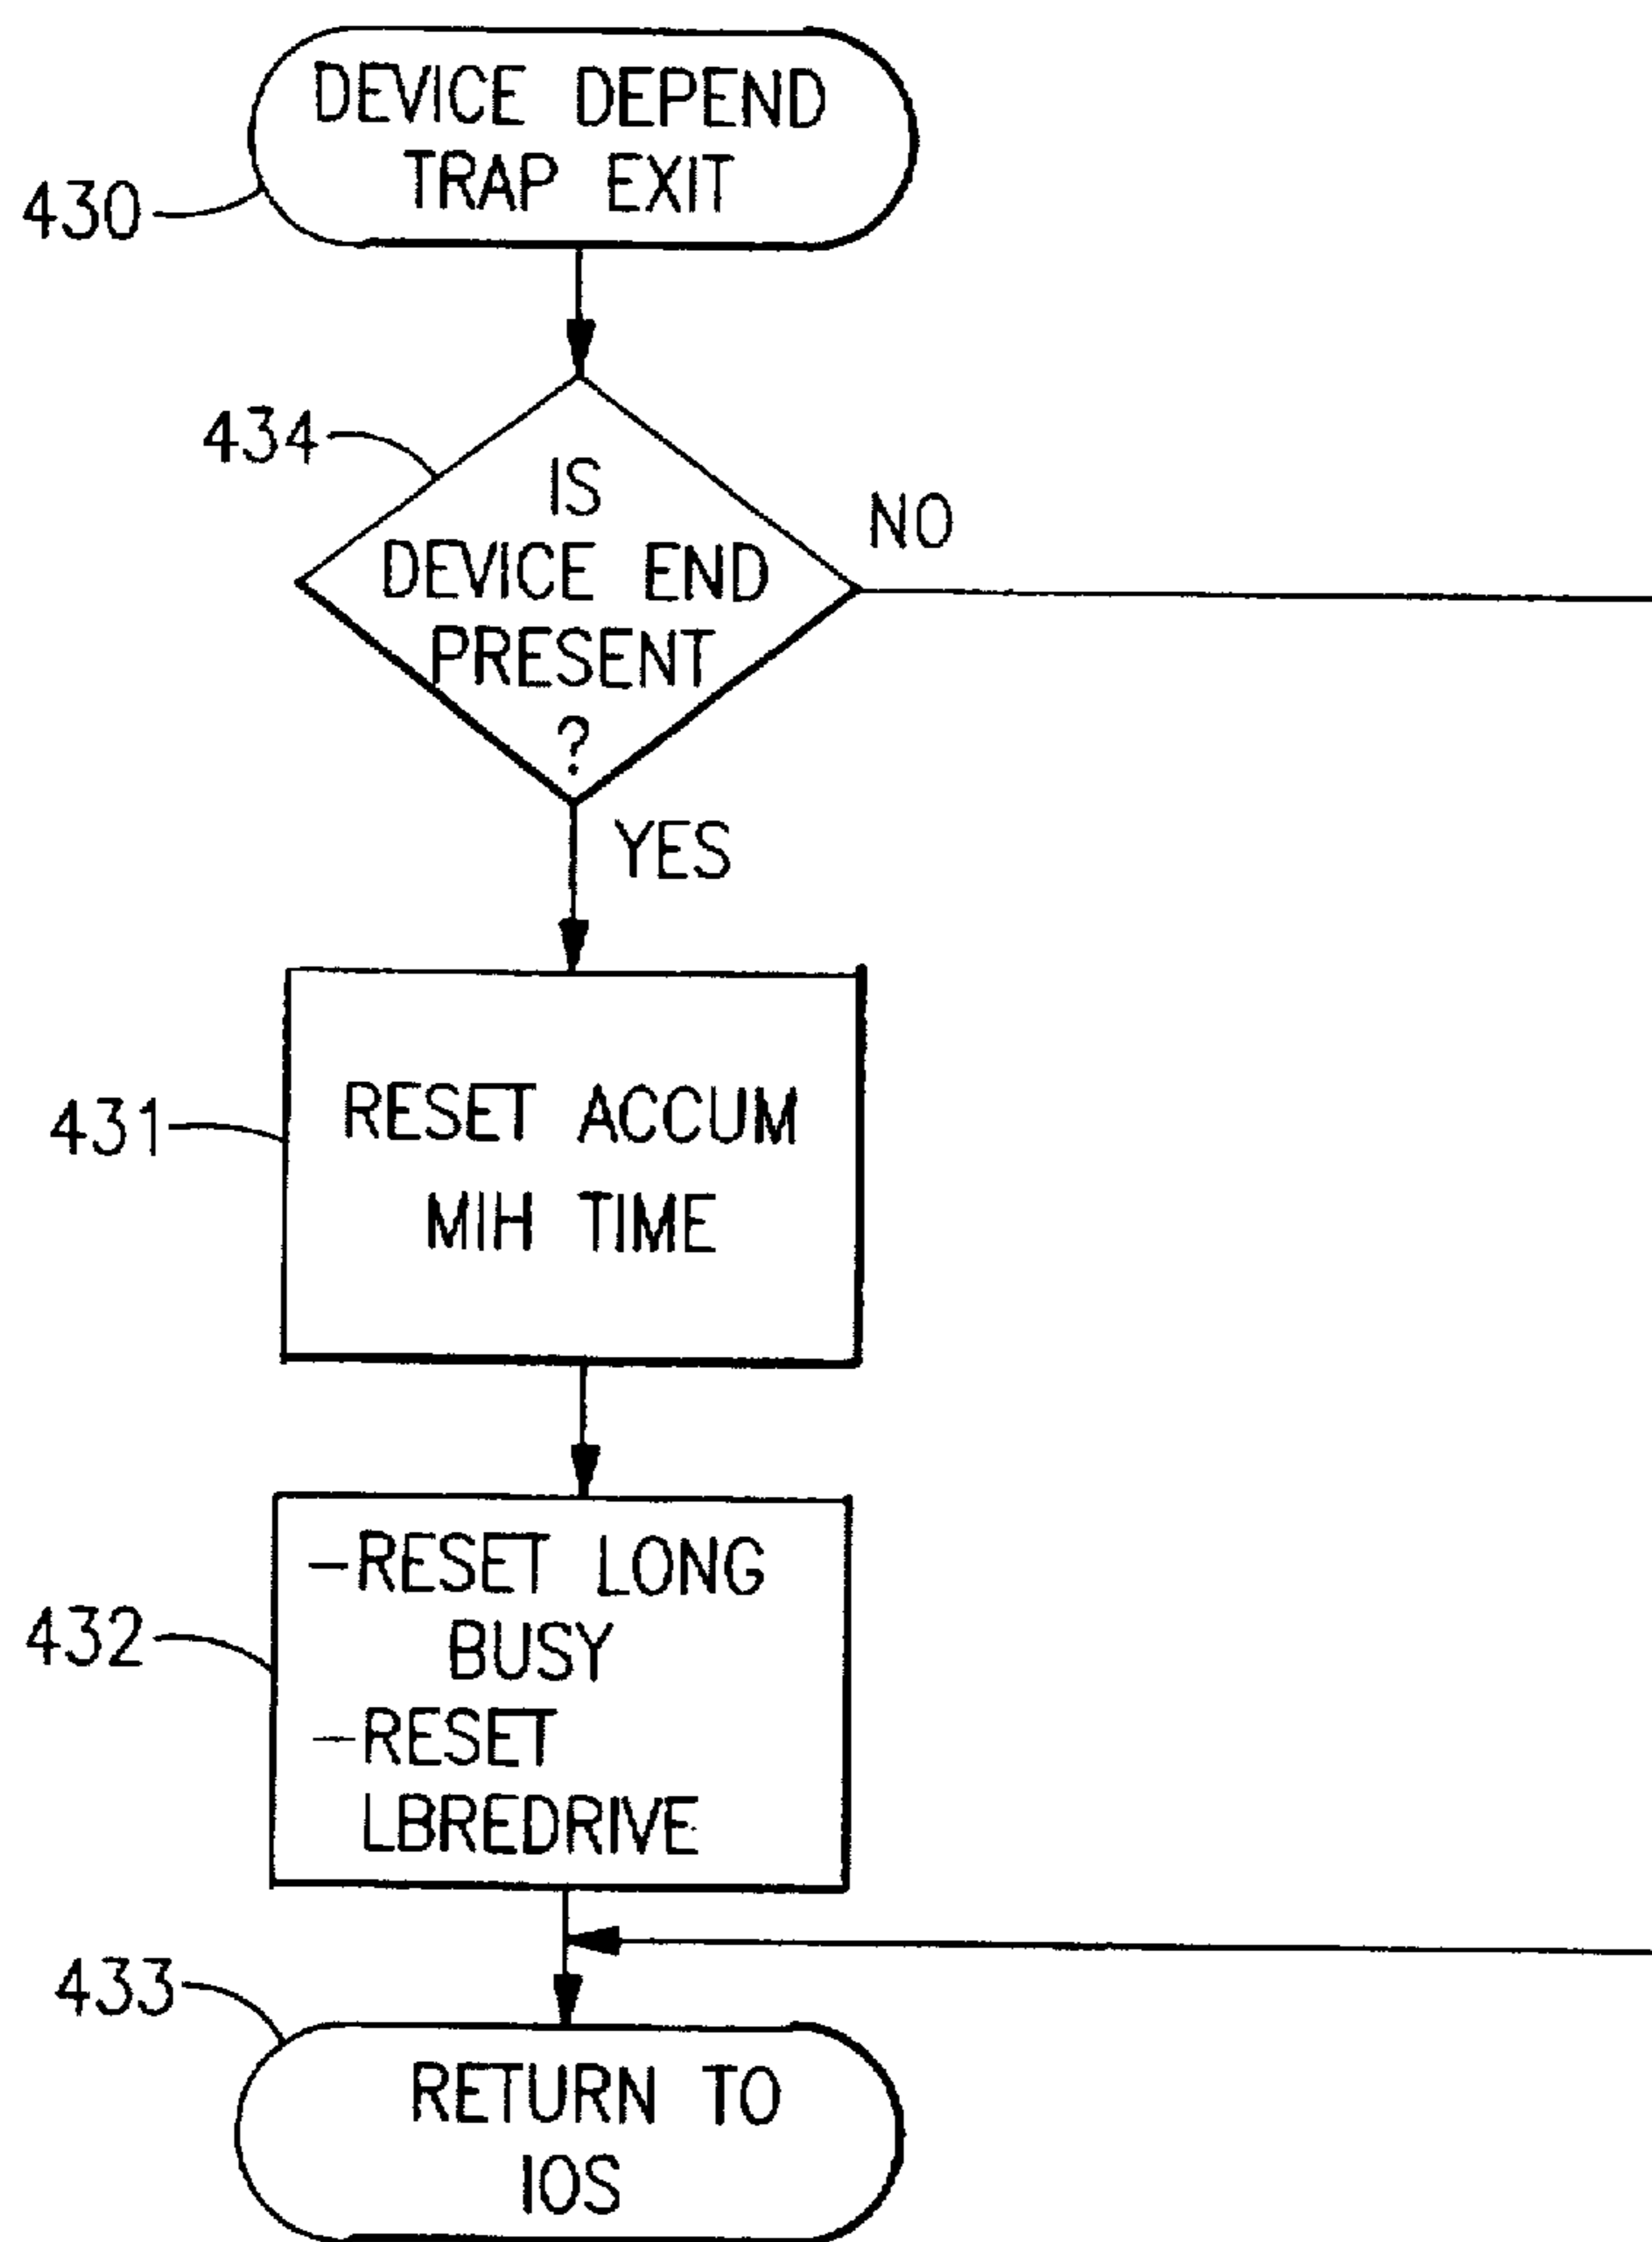 DEVICE DEPEND
TRAP EXIT
430
434
IS
DEVICE END
PRESENT
?
NO
YES
431
RESET ACCUM
MIH TIME
432
-RESET LONG
BUSY
-RESET
LBREDRIVE
433
RETURN TO
IOS